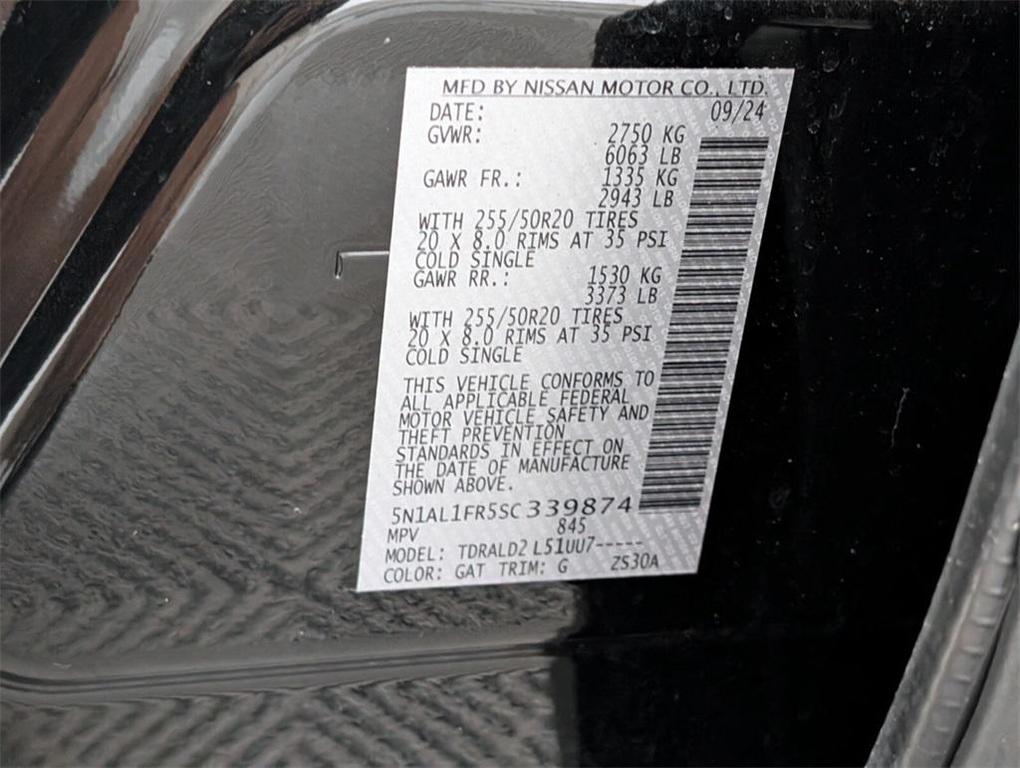 MFD BY NISSAN MOTOR CO., LTD.
DATE: 09/24
GVWR: 2750 KG
6063 LB
GAWR FR.: 1335 KG
2943 LB
WITH 255/50R20 TIRES
20 X 8.0 RIMS AT 35 PSI
COLD SINGLE
GAWR RR.: 1530 KG
3373 LB
WITH 255/50R20 TIRES
20 X 8.0 RIMS AT 35 PSI
COLD SINGLE
THIS VEHICLE CONFORMS TO
ALL APPLICABLE FEDERAL
MOTOR VEHICLE SAFETY AND
THEFT PREVENTION
STANDARDS IN EFFECT ON
THE DATE OF MANUFACTURE
SHOWN ABOVE.
5N1AL1FR5SC 339874
MPV 845
MODEL: TDRALD2 L51UU7-----
COLOR: GAT TRIM: G ZS30A